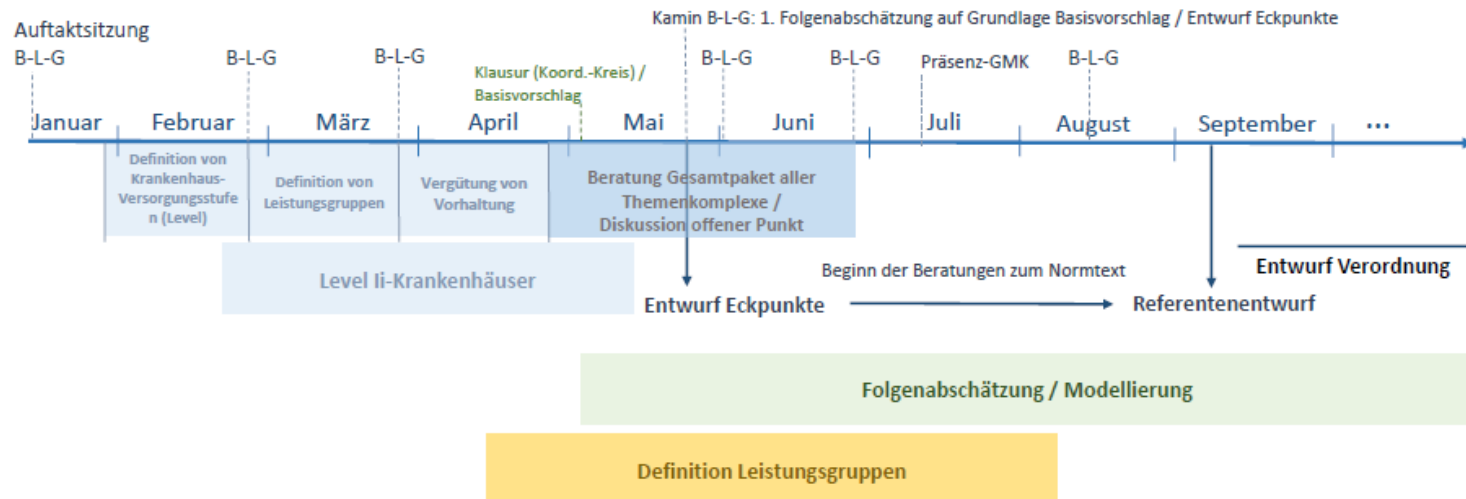 Kamin B-L-G: 1. Folgenabschätzung auf Grundlage Basisvorschlag / Entwurf Eckpunkte
Auftaktsitzung
B-L-G
B-L-G
B-L-G
Klausur (Koord.-Kreis) /
Basisvorschlag
B-L-G
B-L-G
Präsenz-GMK
B-L-G
Januar
Februar
März
April
Mai
Juni
Juli
August
September
...
Definition von
Krankenhaus-
Versorgungsstufe
n (Level)
Definition von
Leistungsgruppen
Vergütung von
Vorhaltung
Beratung Gesamtpaket aller
Themenkomplexe /
Diskussion offener Punkt
Level Ii-Krankenhäuser
Entwurf Eckpunkte
Beginn der Beratungen zum Normtext
Referentenentwurf
Entwurf Verordnung
Folgenabschätzung / Modellierung
Definition Leistungsgruppen